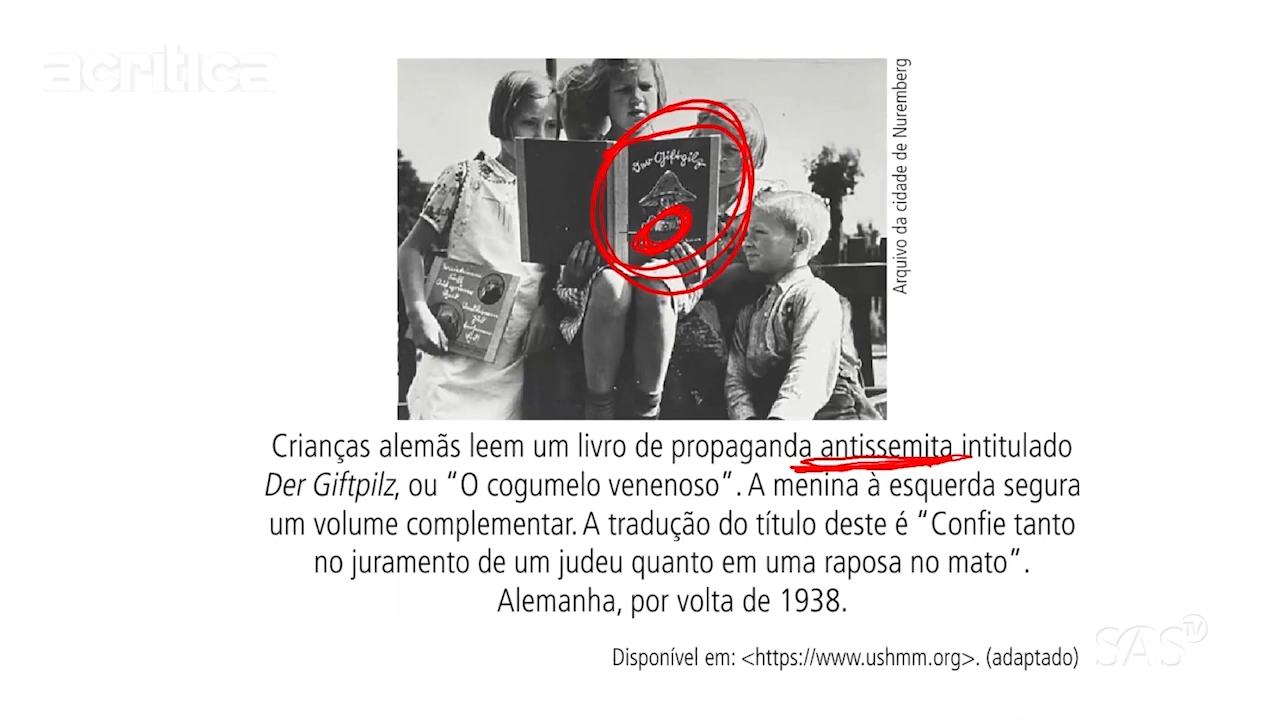 acritica
Arquivo da cidade de Nuremberg
Der Giftpilz
Crianças alemãs leem um livro de propaganda antissemita intitulado
Der Giftpilz, ou “O cogumelo venenoso”. A menina à esquerda segura
um volume complementar. A tradução do título deste é “Confie tanto
no juramento de um judeu quanto em uma raposa no mato”.
Alemanha, por volta de 1938.
Disponível em: <https://www.ushmm.org>. (adaptado)
SAS TV